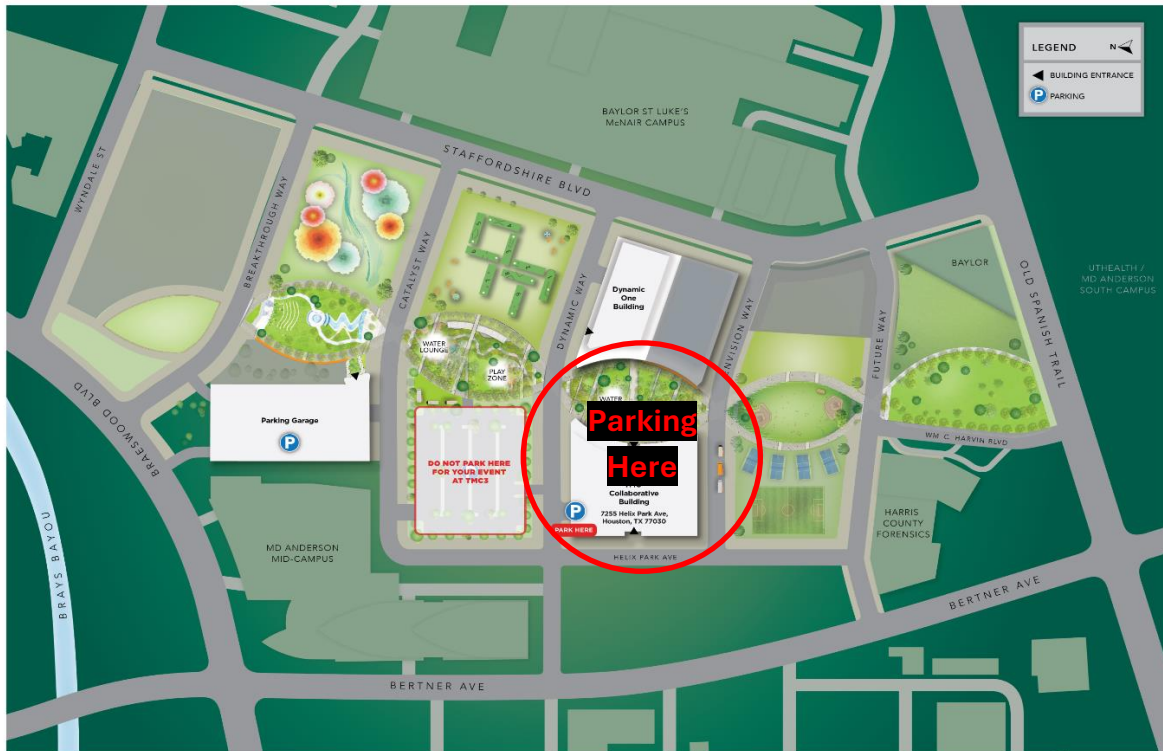 LEGEND
N
BUILDING ENTRANCE
P PARKING
BAYLOR ST LUKE'S
McNAIR CAMPUS
STAFFORDSHIRE BLVD
WYNDALE ST
BREAKTHROUGH WAY
CATALYST WAY
DYNAMIC WAY
NVISION WAY
FUTURE WAY
OLD SPANISH TRAIL
BAYLOR
UTHEALTH /
MD ANDERSON
SOUTH CAMPUS
Dynamic
One
Building
WATER
LOUNGE
PLAY
ZONE
WATER
Parking
Here
Parking Garage
P
DO NOT PARK HERE
FOR YOUR EVENT
AT TMC3
Collaborative
Building
7255 Helix Park Ave,
Houston, TX 77030
P
PARK HERE
HELIX PARK AVE
WM C. HARVIN BLVD
HARRIS
COUNTY
FORENSICS
BRAESWOOD BLVD
BRAYS BAYOU
MD ANDERSON
MID-CAMPUS
BERTNER AVE
BERTNER AVE